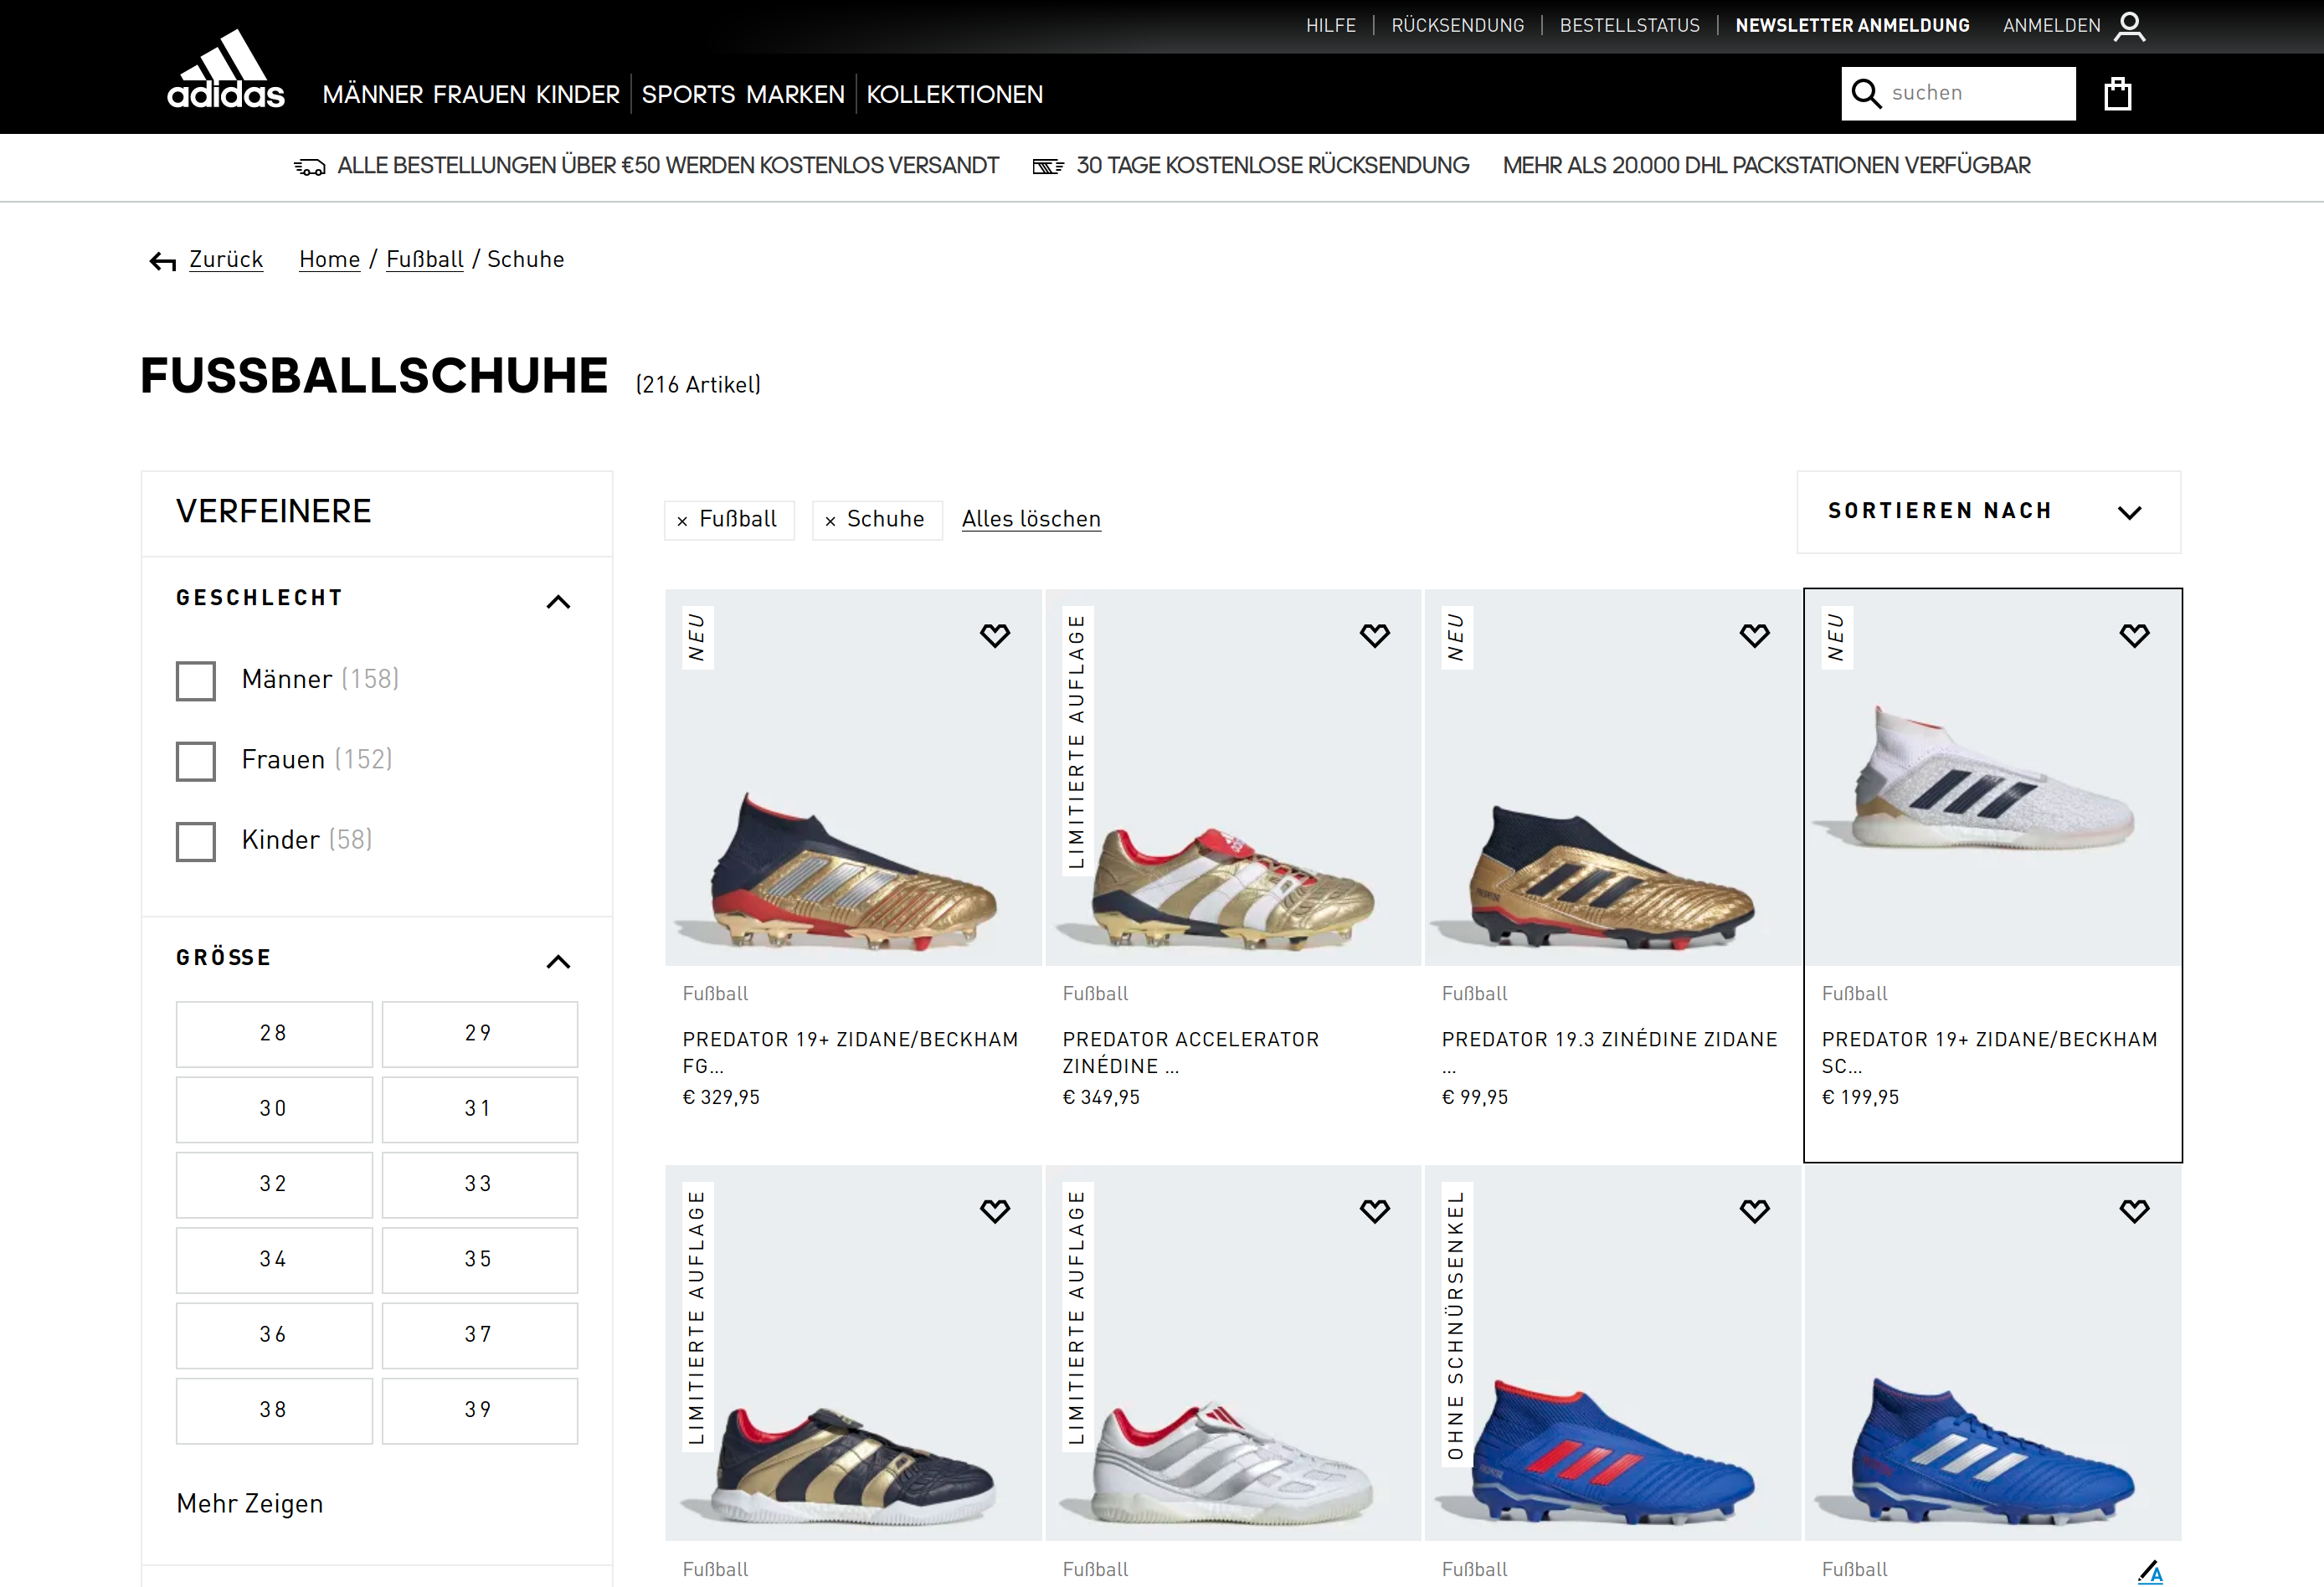 HILFE
RÜCKSENDUNG
BESTELLSTATUS
NEWSLETTER ANMELDUNG
ANMELDEN
adidas
MÄNNER FRAUEN KINDER SPORTS MARKEN KOLLEKTIONEN
suchen
ALLE BESTELLUNGEN ÜBER €50 WERDEN KOSTENLOS VERSANDT
30 TAGE KOSTENLOSE RÜCKSENDUNG
MEHR ALS 20.000 DHL PACKSTATIONEN VERFÜGBAR
Zurück
Home / Fußball / Schuhe
FUSSBALLSCHUHE (216 Artikel)
VERFEINERE
GESCHLECHT
Männer (158)
Frauen (152)
Kinder (58)
GRÖSSE
28
29
30
31
32
33
34
35
36
37
38
39
Mehr Zeigen
× Fußball
× Schuhe
Alles löschen
SORTIEREN NACH
NEU
Fußball
PREDATOR 19+ ZIDANE/BECKHAM
FG...
€ 329,95
LIMITIERTE AUFLAGE
Fußball
PREDATOR ACCELERATOR
ZINÉDINE ...
€ 349,95
NEU
Fußball
PREDATOR 19.3 ZINÉDINE ZIDANE
...
€ 99,95
NEU
Fußball
PREDATOR 19+ ZIDANE/BECKHAM
SC...
€ 199,95
LIMITIERTE AUFLAGE
Fußball
LIMITIERTE AUFLAGE
Fußball
OHNE SCHNÜRSENKEL
Fußball
Fußball